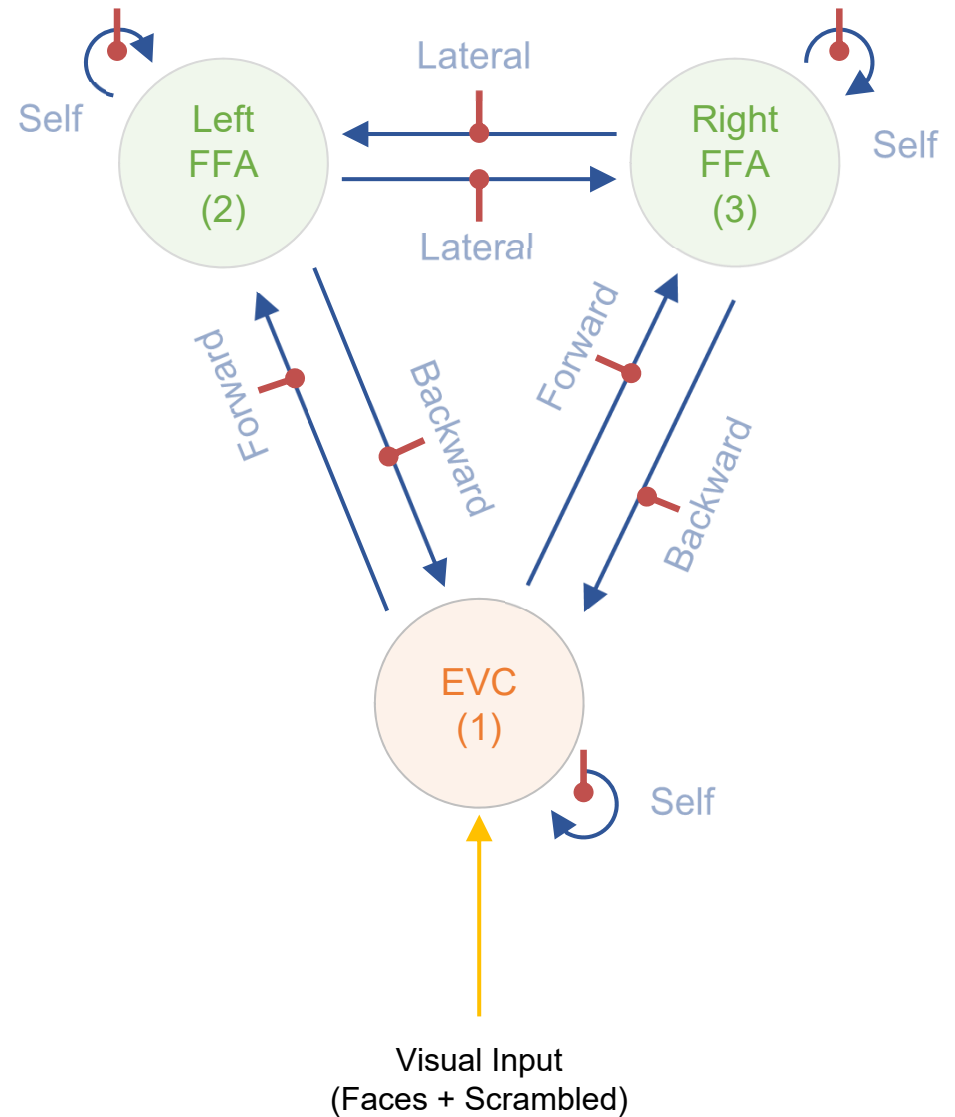 Lateral
Self
Left
FFA
(2)
Right
FFA
(3)
Self
Lateral
Forward
Backward
Forward
Backward
EVC
(1)
Self
Visual Input
(Faces + Scrambled)